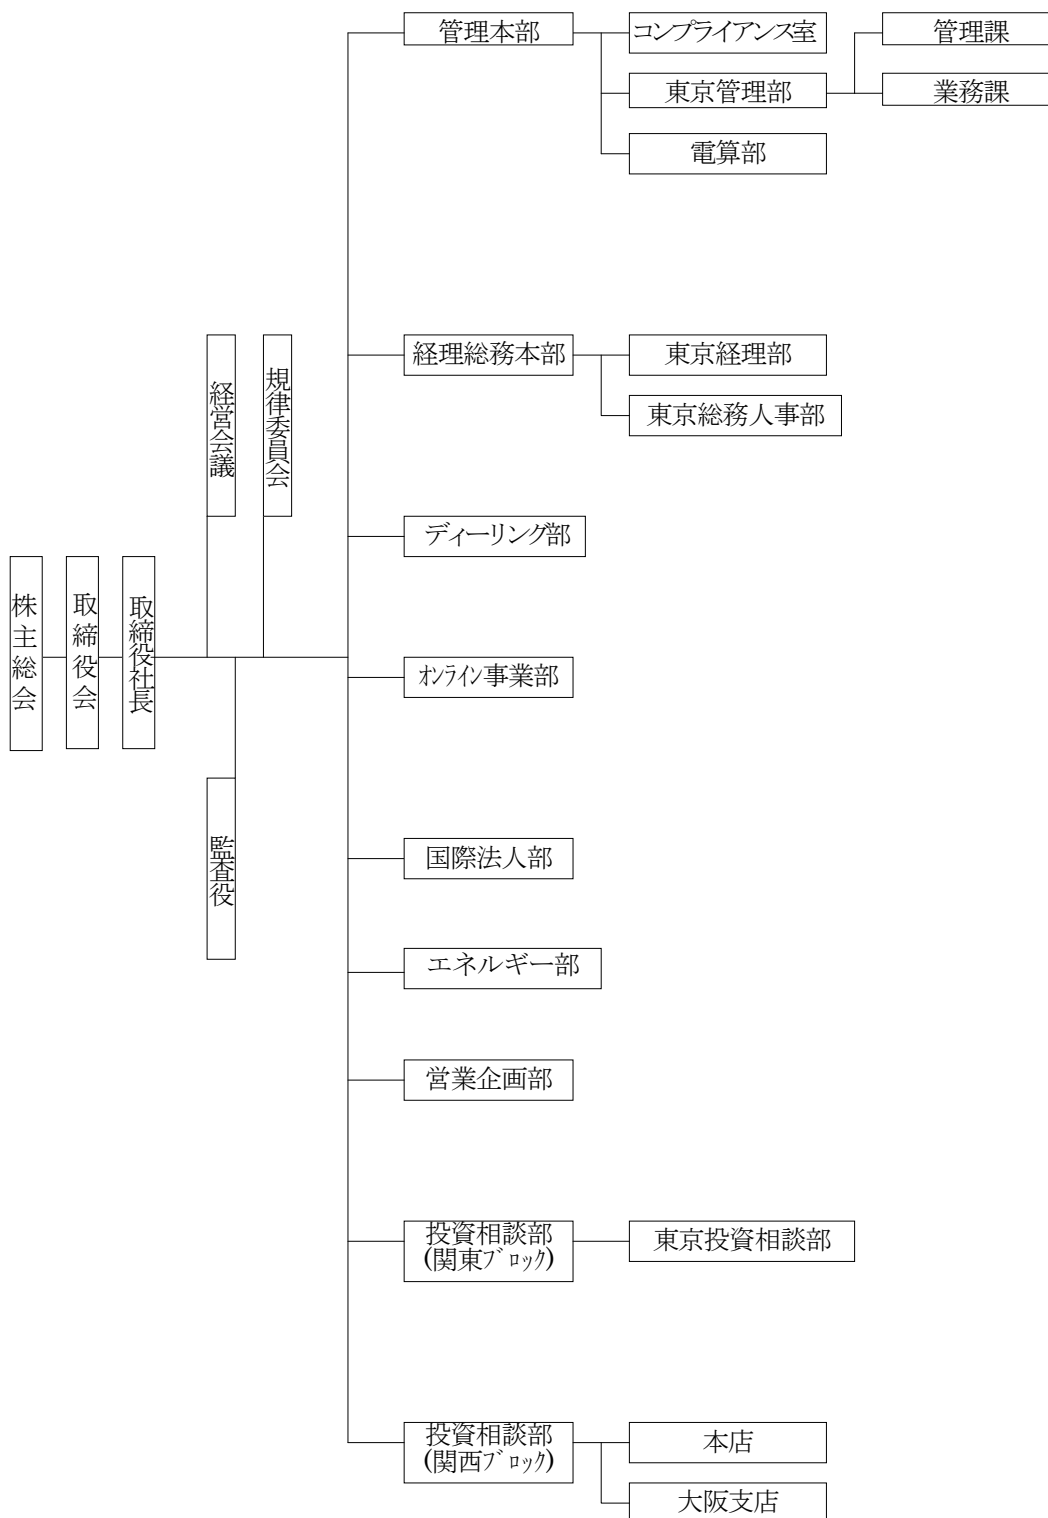 管理本部
コンプライアンス室
管理課
東京管理部
業務課
電算部
経理総務本部
東京経理部
東京総務人事部
経営会議
規律委員会
ディーリング部
株主総会
取締役会
取締役社長
オンライン事業部
監査役
国際法人部
エネルギー部
営業企画部
投資相談部
(関東ブロック)
東京投資相談部
投資相談部
(関西ブロック)
本店
大阪支店